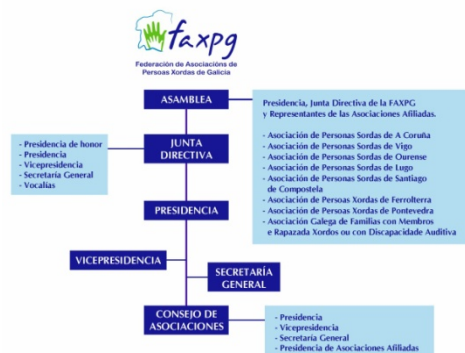 faxpg
Federación de Asociacións de
Persoas Xordas de Galicia
ASAMBLEA
Presidencia, Junta Directiva de la FAXPG
y Representantes de las Asociaciones Afiliadas.
- Asociación de Personas Sordas de A Coruña
- Asociación de Personas Sordas de Vigo
- Asociación de Personas Sordas de Ourense
- Asociación de Personas Sordas de Lugo
- Asociación de Personas Sordas de Santiago
de Compostela
- Asociación de Persoas Xordas de Ferrolterra
- Asociación de Persoas Xordas de Pontevedra
- Asociación Galega de Familias con Membros
e Rapazada Xordos ou con Discapacidade Auditiva
JUNTA
DIRECTIVA
- Presidencia de honor
- Presidencia
- Vicepresidencia
- Secretaría General
- Vocalías
PRESIDENCIA
VICEPRESIDENCIA
SECRETARÍA
GENERAL
CONSEJO DE
ASOCIACIONES
- Presidencia
- Vicepresidencia
- Secretaría General
- Presidencia de Asociaciones Afiliadas